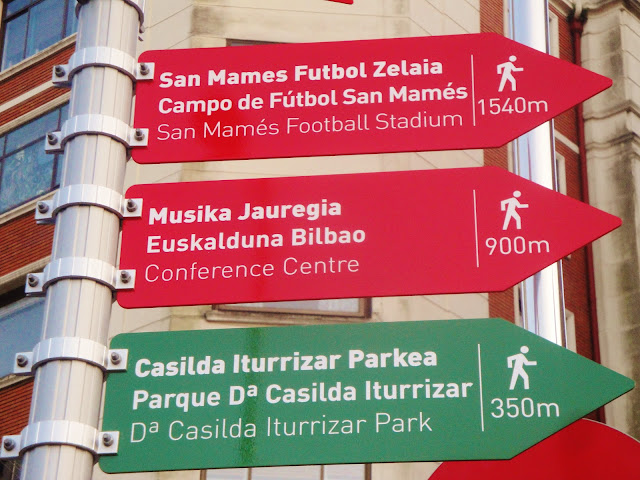 San Mames Futbol Zelaia
Campo de Fútbol San Mamés
San Mamés Football Stadium
1540m
Musika Jauregia
Euskalduna Bilbao
Conference Centre
900m
Casilda Iturrizar Parkea
Parque Dª Casilda Iturrizar
Dª Casilda Iturrizar Park
350m